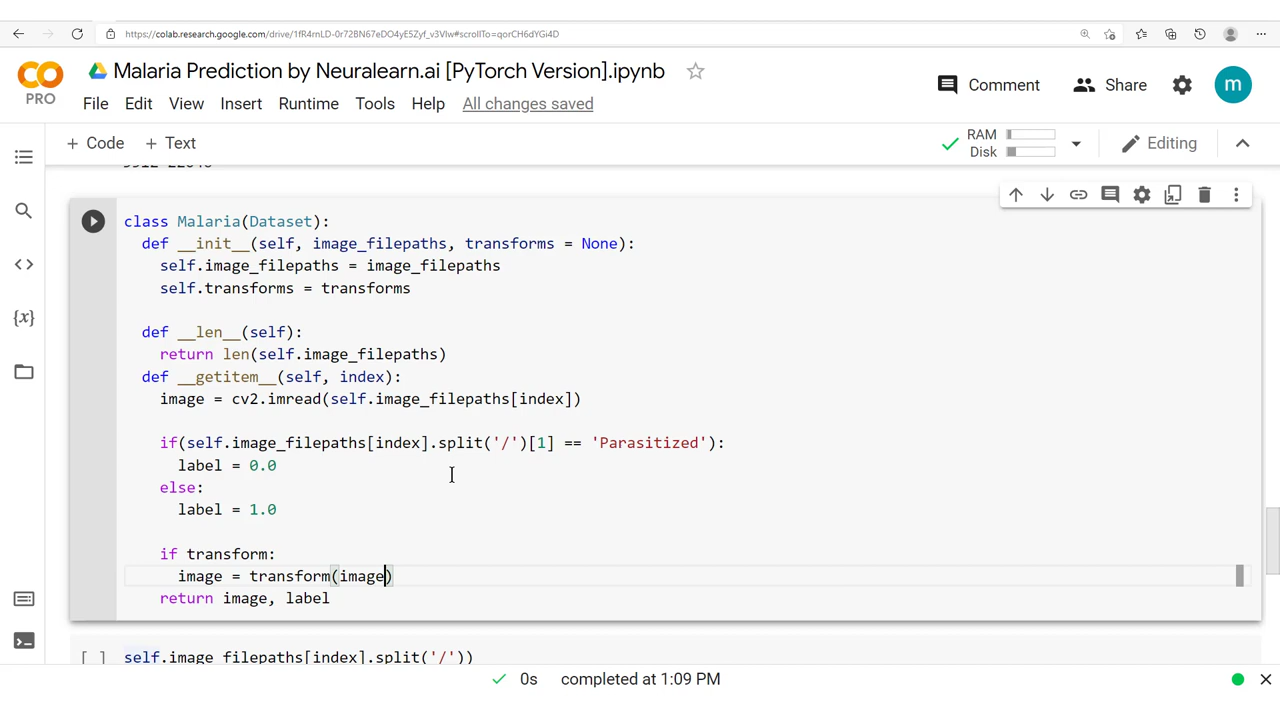 https://colab.research.google.com/drive/1fR4rnLD-0r72BN67eDO4yE5Zyf_v3Vlw#scrollTo=qorCH6dYGi4D
CO
PRO
Malaria Prediction by Neuralearn.ai [PyTorch Version].ipynb
File Edit View Insert Runtime Tools Help All changes saved
Comment Share m
+ Code + Text
RAM
Disk
Editing
class Malaria(Dataset):
def __init__(self, image_filepaths, transforms = None):
self.image_filepaths = image_filepaths
self.transforms = transforms
def __len__(self):
return len(self.image_filepaths)
def __getitem__(self, index):
image = cv2.imread(self.image_filepaths[index])
if(self.image_filepaths[index].split('/')[1] == 'Parasitized'):
label = 0.0
else:
label = 1.0
if transform:
image = transform(image)
return image, label
{x}
[ ] self.image_filepaths[index].split('/'))
0s completed at 1:09 PM